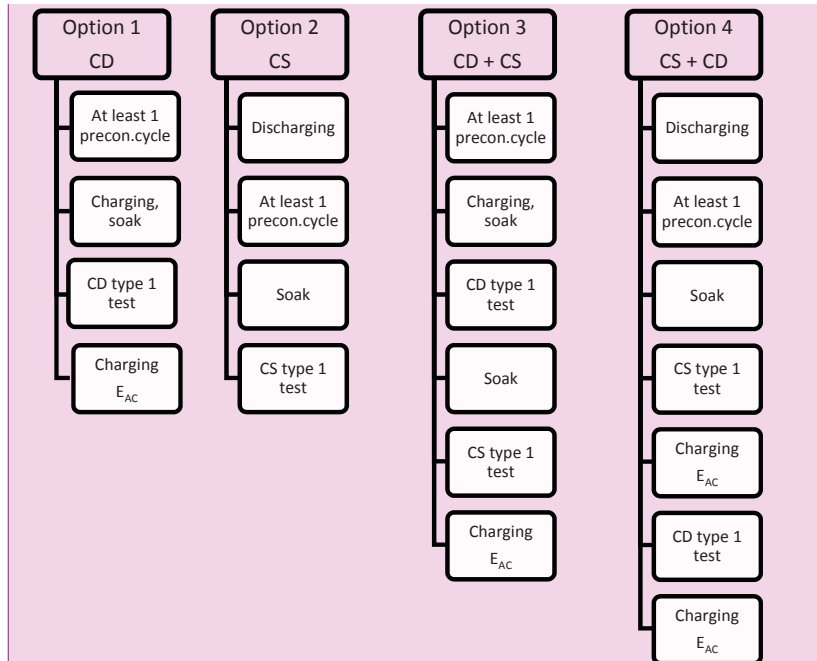 Option 1
CD
At least 1
precon.cycle
Charging,
soak
CD type 1
test
Charging
EAC
Option 2
CS
Discharging
At least 1
precon.cycle
Soak
CS type 1
test
Option 3
CD + CS
At least 1
precon.cycle
Charging,
soak
CD type 1
test
Soak
CS type 1
test
Charging
EAC
Option 4
CS + CD
Discharging
At least 1
precon.cycle
Soak
CS type 1
test
Charging
EAC
CD type 1
test
Charging
EAC